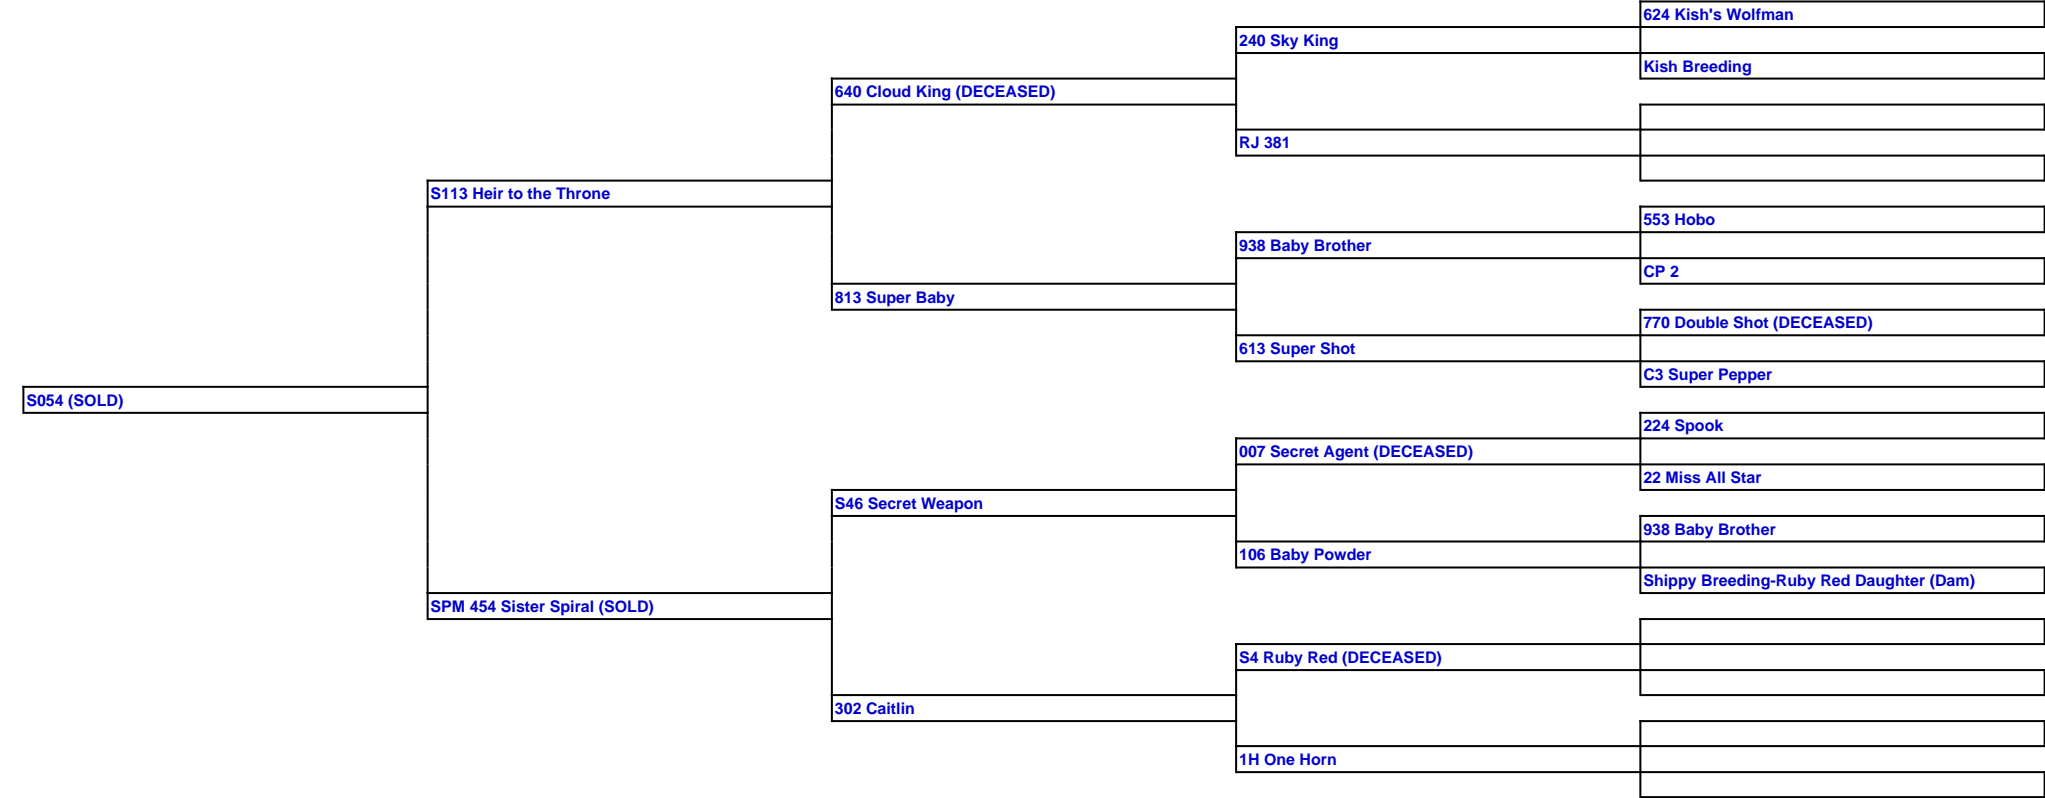 624 Kish's Wolfman
240 Sky King
Kish Breeding
640 Cloud King (DECEASED)
RJ 381
S113 Heir to the Throne
553 Hobo
938 Baby Brother
CP 2
813 Super Baby
770 Double Shot (DECEASED)
613 Super Shot
C3 Super Pepper
S054 (SOLD)
224 Spook
007 Secret Agent (DECEASED)
22 Miss All Star
S46 Secret Weapon
938 Baby Brother
106 Baby Powder
Shippy Breeding-Ruby Red Daughter (Dam)
SPM 454 Sister Spiral (SOLD)
S4 Ruby Red (DECEASED)
302 Caitlin
1H One Horn